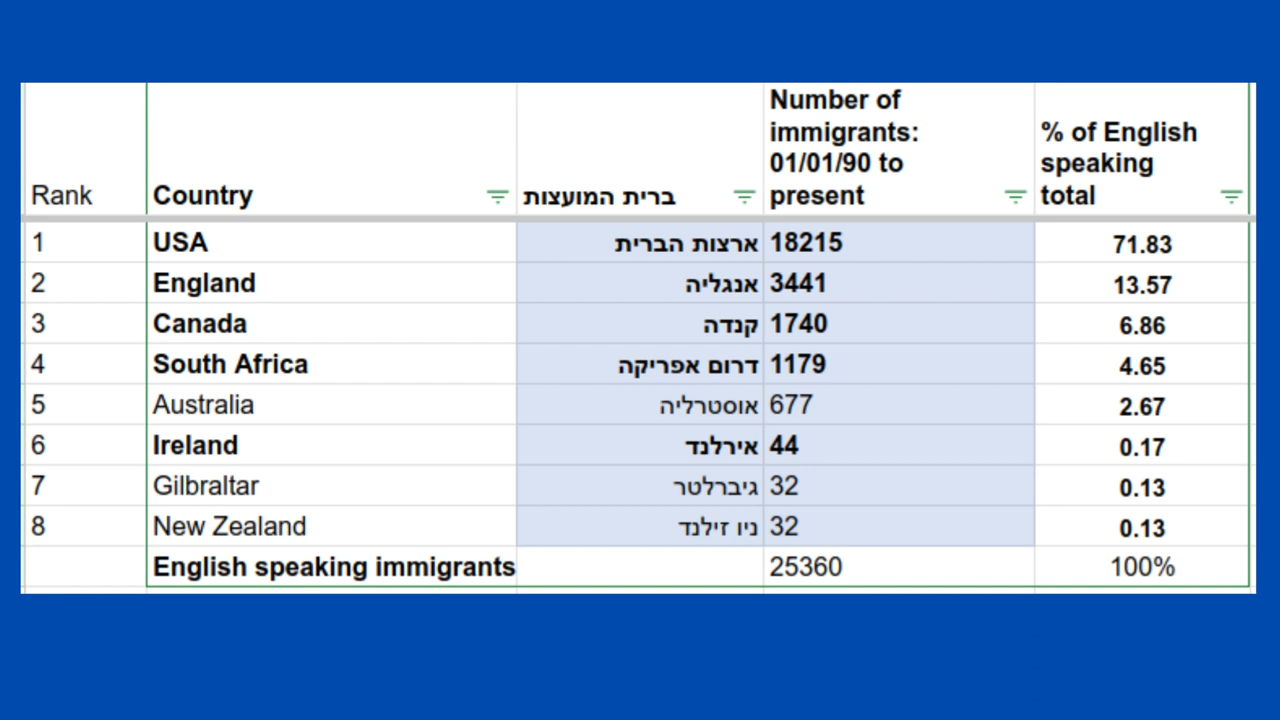 Rank Country ברית המועצות Number of immigrants: 01/01/90 to present % of English speaking total
1 USA ארצות הברית 18215 71.83
2 England אנגליה 3441 13.57
3 Canada קנדה 1740 6.86
4 South Africa דרום אפריקה 1179 4.65
5 Australia אוסטרליה 677 2.67
6 Ireland אירלנד 44 0.17
7 Gilbraltar גיברלטר 32 0.13
8 New Zealand ניו זילנד 32 0.13
English speaking immigrants 25360 100%